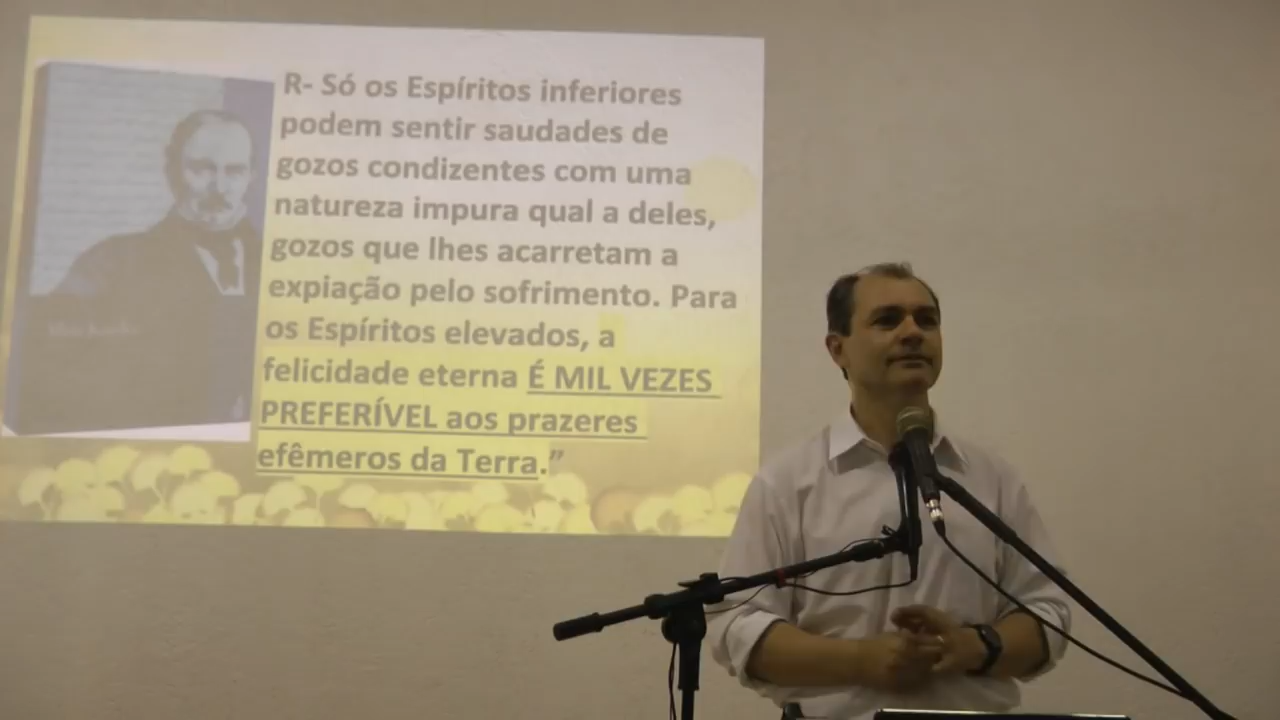 R- Só os Espíritos inferiores
podem sentir saudades de
gozos condizentes com uma
natureza impura qual a deles,
gozos que lhes acarretam a
expiação pelo sofrimento. Para
os Espíritos elevados, a
felicidade eterna É MIL VEZES
PREFERÍVEL aos prazeres
efêmeros da Terra.”